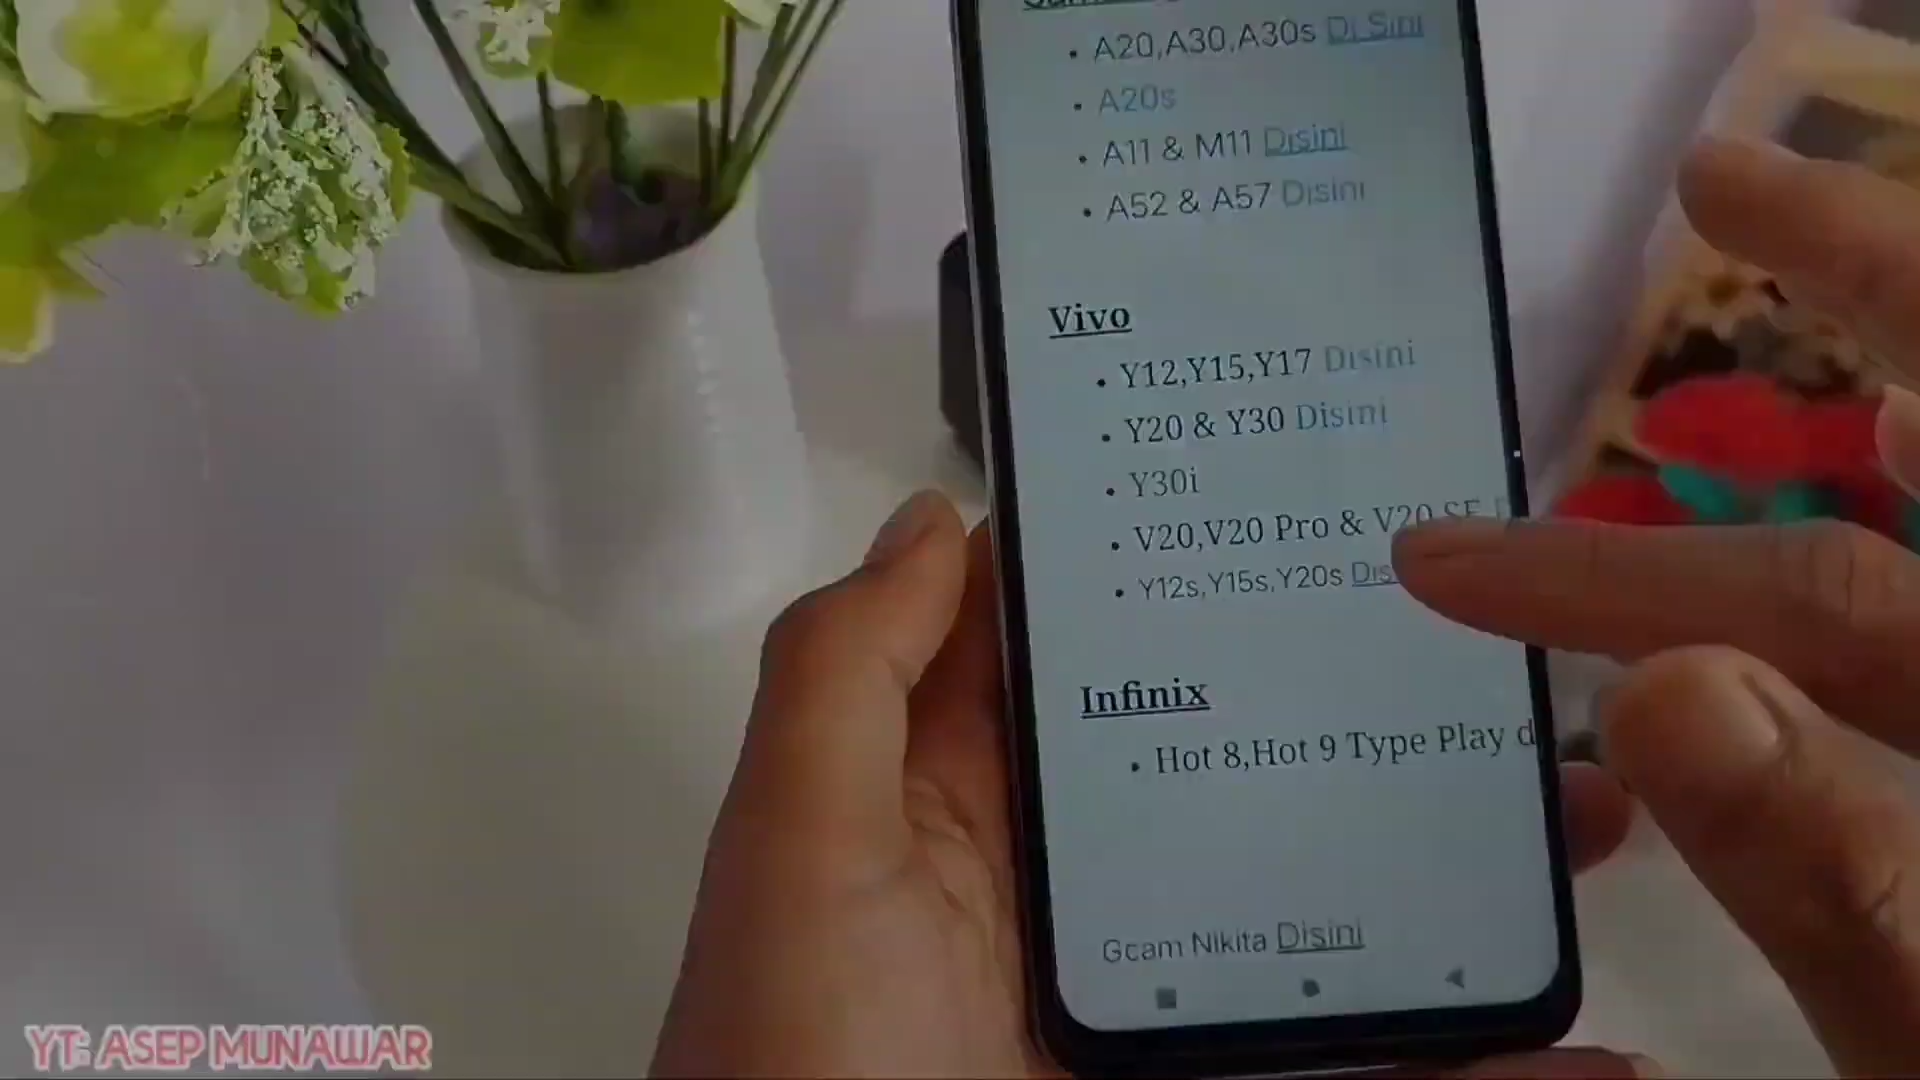 A20,A30,A30s Di Sini
A20s
A11 & M11 Disini
A52 & A57 Disini
Vivo
Y12,Y15,Y17 Disini
Y20 & Y30 Disini
Y30i
V20,V20 Pro & V20 SE
Y12s,Y15s,Y20s
Infinix
Hot 8,Hot 9 Type Play d
Gcam Nikita Disini
YT: ASEP MUNAWAR